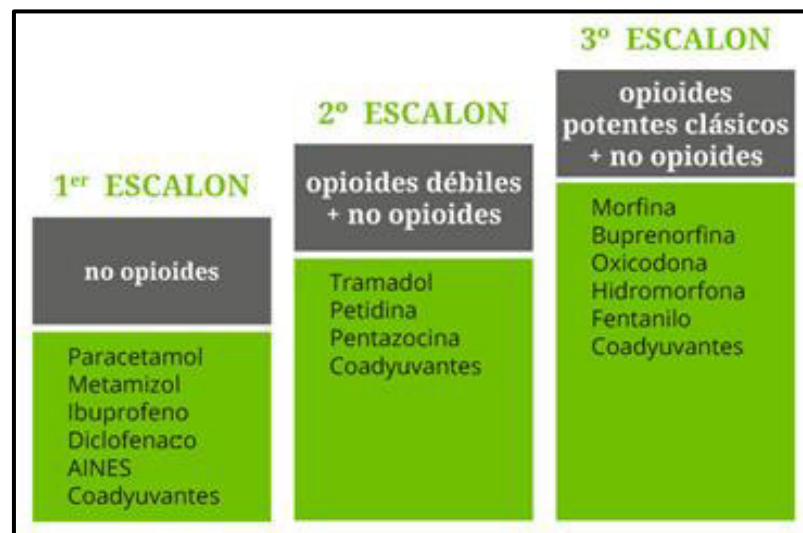 1er ESCALON
no opioides
Paracetamol
Metamizol
Ibuprofeno
Diclofenaco
AINES
Coadyuvantes
2º ESCALON
opioides débiles
+ no opioides
Tramadol
Petidina
Pentazocina
Coadyuvantes
3º ESCALON
opioides
potentes clásicos
+ no opioides
Morfina
Buprenorfina
Oxicodona
Hidromorfona
Fentanilo
Coadyuvantes